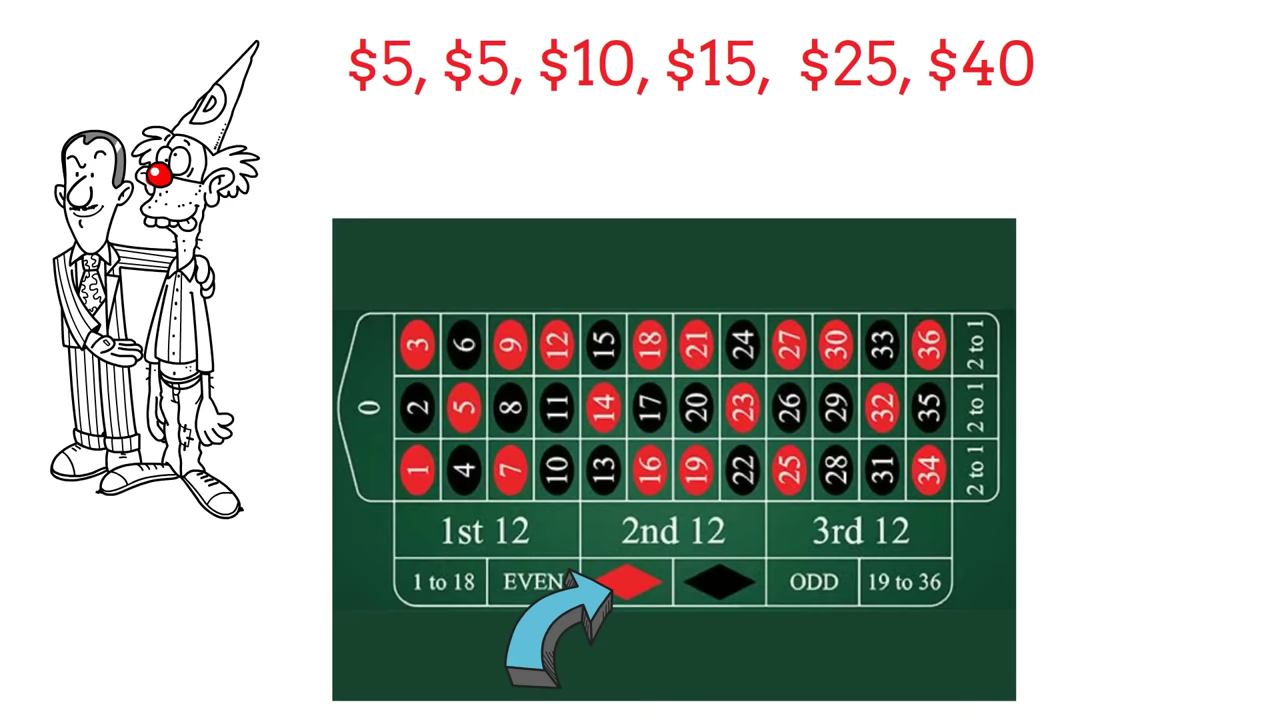 $5, $5, $10, $15, $25, $40
D
3 6 9 12 15 18 21 24 27 30 33 36 2 to 1
0 2 5 8 11 14 17 20 23 26 29 32 35 2 to 1
1 4 7 10 13 16 19 22 25 28 31 34 2 to 1
1st 12 2nd 12 3rd 12
1 to 18 EVEN ODD 19 to 36